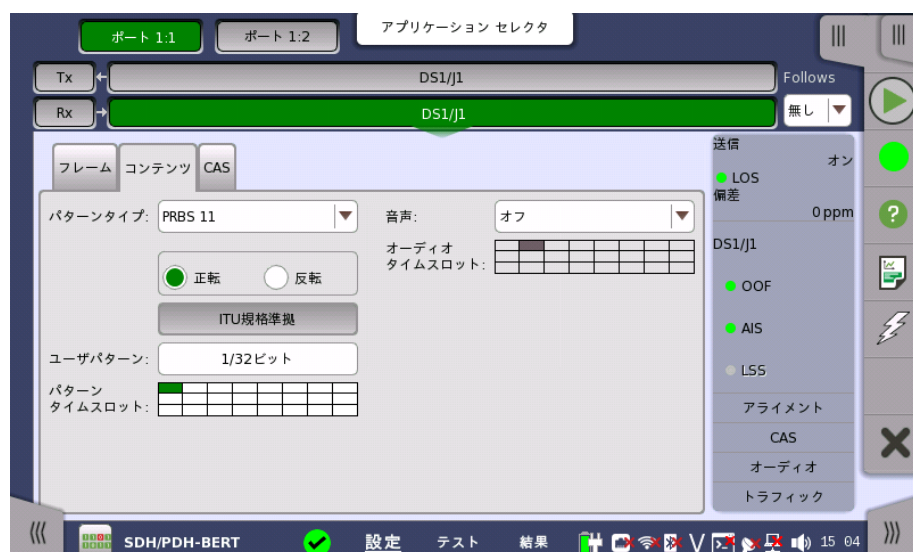 ポート 1:1
ポート 1:2
アプリケーション セレクタ
Tx
DS1/J1
Follows
Rx
DS1/J1
無し
フレーム
コンテンツ
CAS
パターンタイプ:
PRBS 11
音声:
オフ
オーディオ
タイムスロット:
正転
反転
ITU規格準拠
ユーザパターン:
1/32ビット
パターン
タイムスロット:
送信
オン
LOS
偏差
0 ppm
DS1/J1
OOF
AIS
LSS
アライメント
CAS
オーディオ
トラフィック
SDH/PDH-BERT
設定
テスト
結果
V
15 04